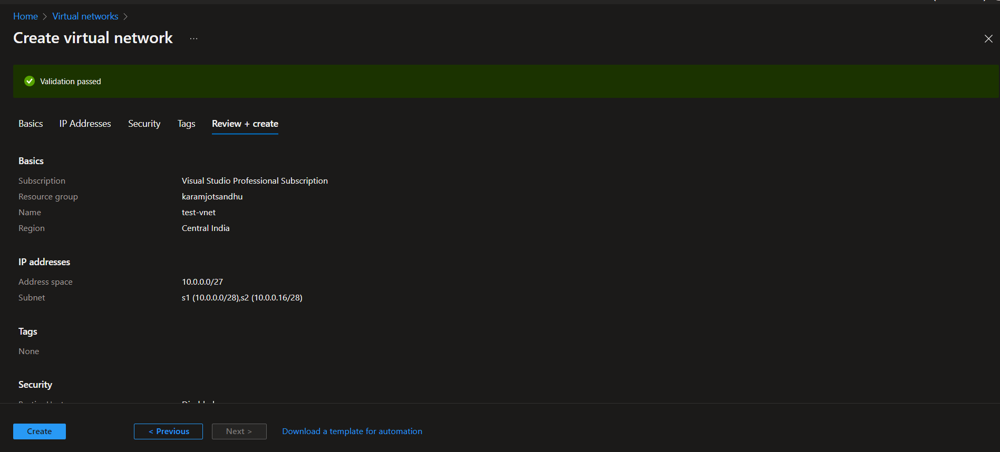 Home > Virtual networks >
Create virtual network ...
Validation passed
Basics IP Addresses Security Tags Review + create
Basics
Subscription Visual Studio Professional Subscription
Resource group karamjotsandhu
Name test-vnet
Region Central India
IP addresses
Address space 10.0.0.0/27
Subnet s1 (10.0.0.0/28),s2 (10.0.0.16/28)
Tags
None
Security
Create < Previous Next > Download a template for automation